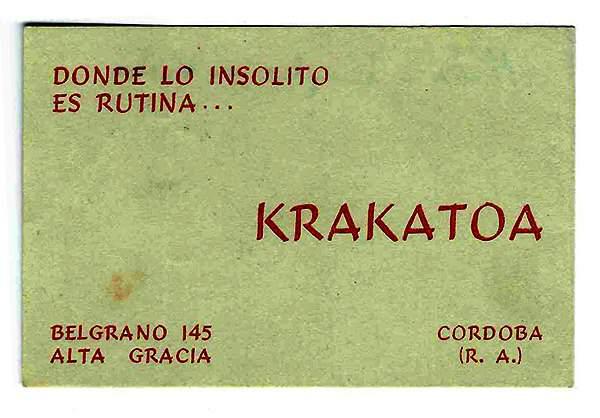 DONDE LO INSOLITO
ES RUTINA...
KRAKATOA
BELGRANO 145
ALTA GRACIA
CORDOBA
(R. A.)